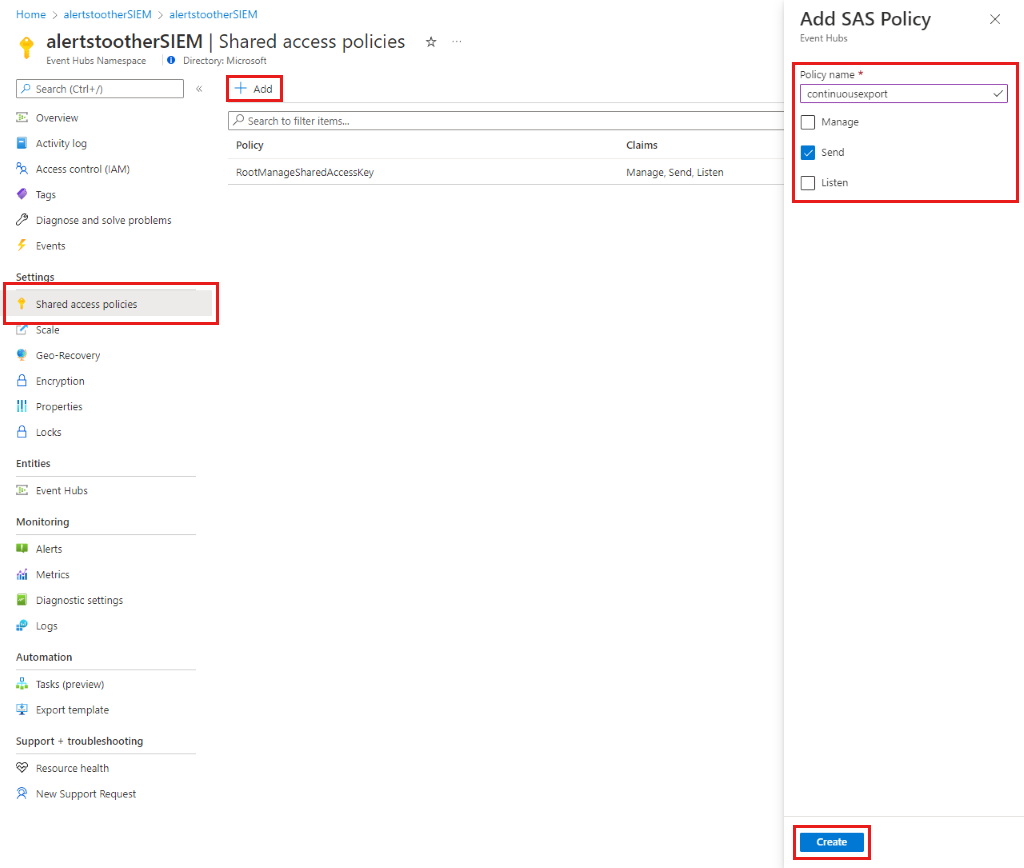 Home > alertstootherSIEM > alertstootherSIEM
alertstootherSIEM | Shared access policies
Event Hubs Namespace
Directory: Microsoft
Search (Ctrl+/)
Overview
Activity log
Access control (IAM)
Tags
Diagnose and solve problems
Events
Settings
Shared access policies
Scale
Geo-Recovery
Encryption
Properties
Locks
Entities
Event Hubs
Monitoring
Alerts
Metrics
Diagnostic settings
Logs
Automation
Tasks (preview)
Export template
Support + troubleshooting
Resource health
New Support Request
Add
Search to filter items...
Policy Claims
RootManageSharedAccessKey Manage, Send, Listen
Add SAS Policy
Event Hubs
Policy name *
continuousexport
Manage
Send
Listen
Create